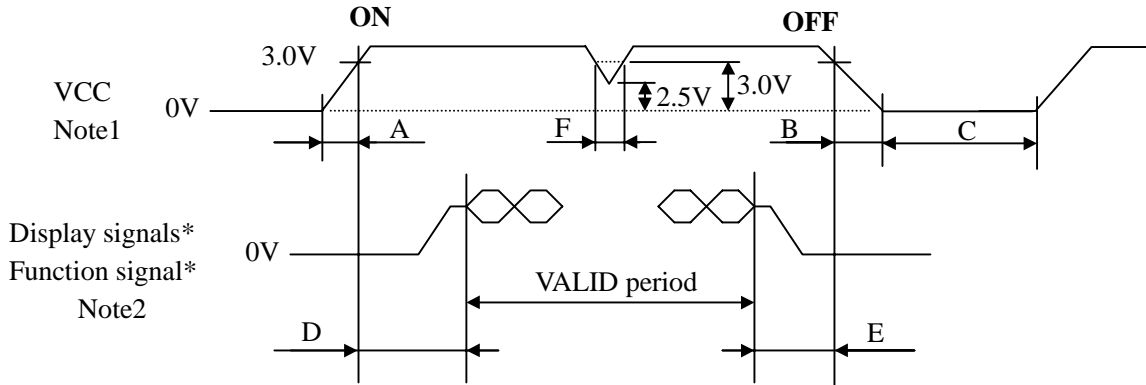 ON
OFF
3.0V
3.0V
VCC
2.5V
0V
Note1
A
F
B
C
Display signals*
0V
Function signal*
VALID period
Note2
D
E